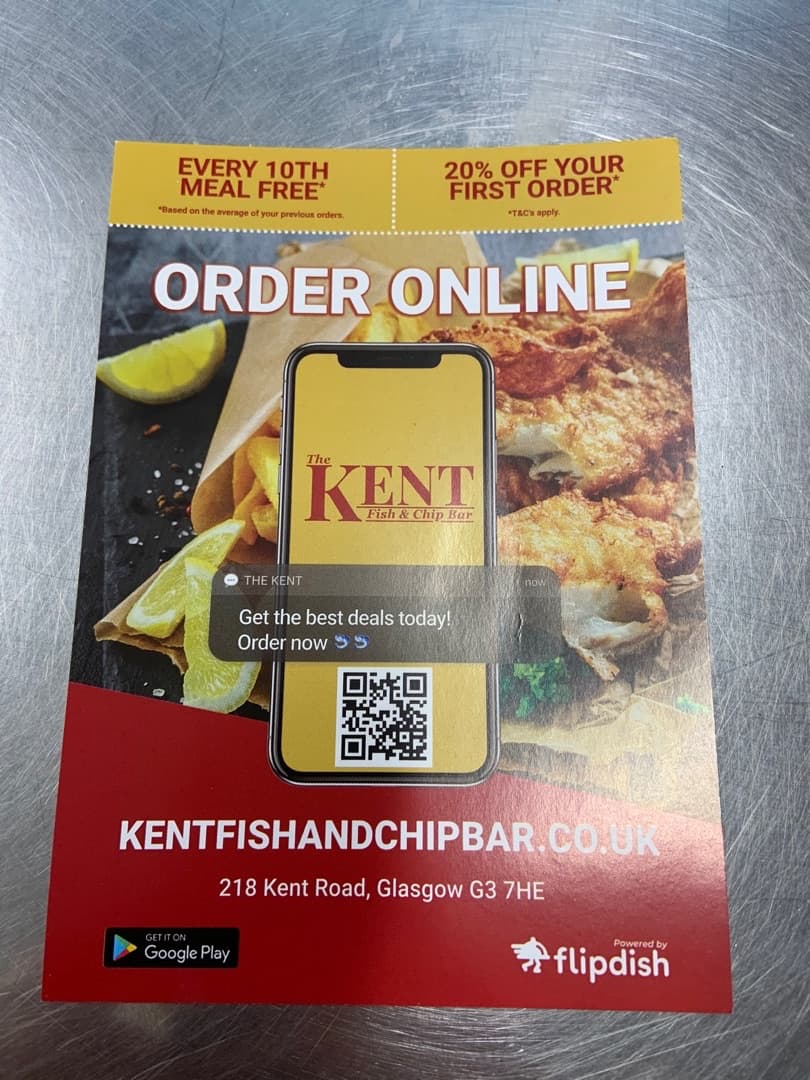 EVERY 10TH
MEAL FREE*
*Based on the average of your previous orders.
20% OFF YOUR
FIRST ORDER*
*T&C's apply.
ORDER ONLINE
The
KENT
Fish & Chip Bar
THE KENT
now
Get the best deals today!
Order now
KENTFISHANDCHIPBAR.CO.UK
218 Kent Road, Glasgow G3 7HE
GET IT ON
Google Play
Powered by
flipdish